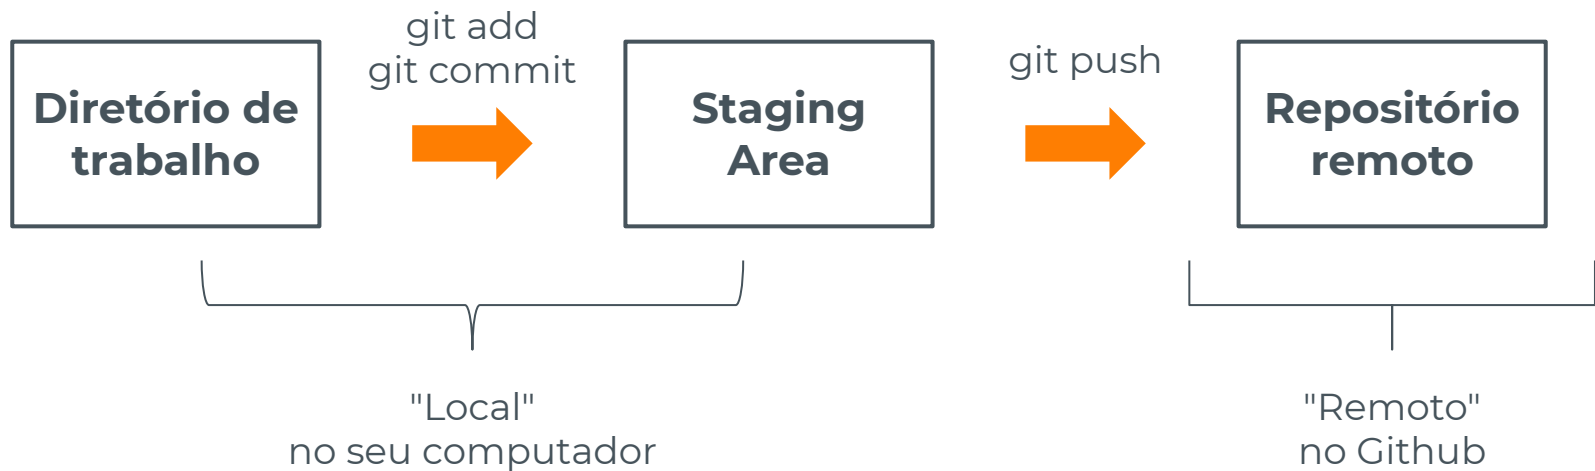 git add
git commit
git push
Diretório de
trabalho
Staging
Area
Repositório
remoto
"Local"
no seu computador
"Remoto"
no Github